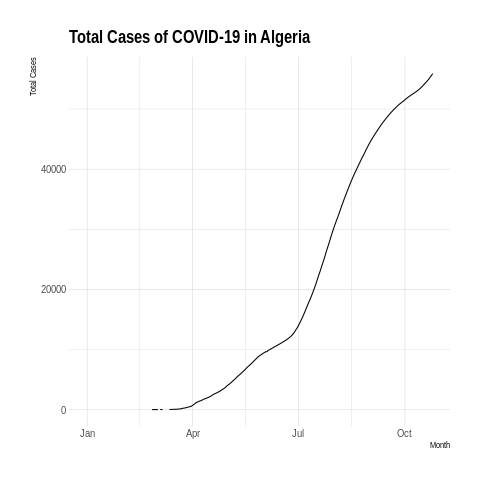 Total Cases of COVID-19 in Algeria
Total Cases
40000
20000
0
Jan Apr Jul Oct
Month